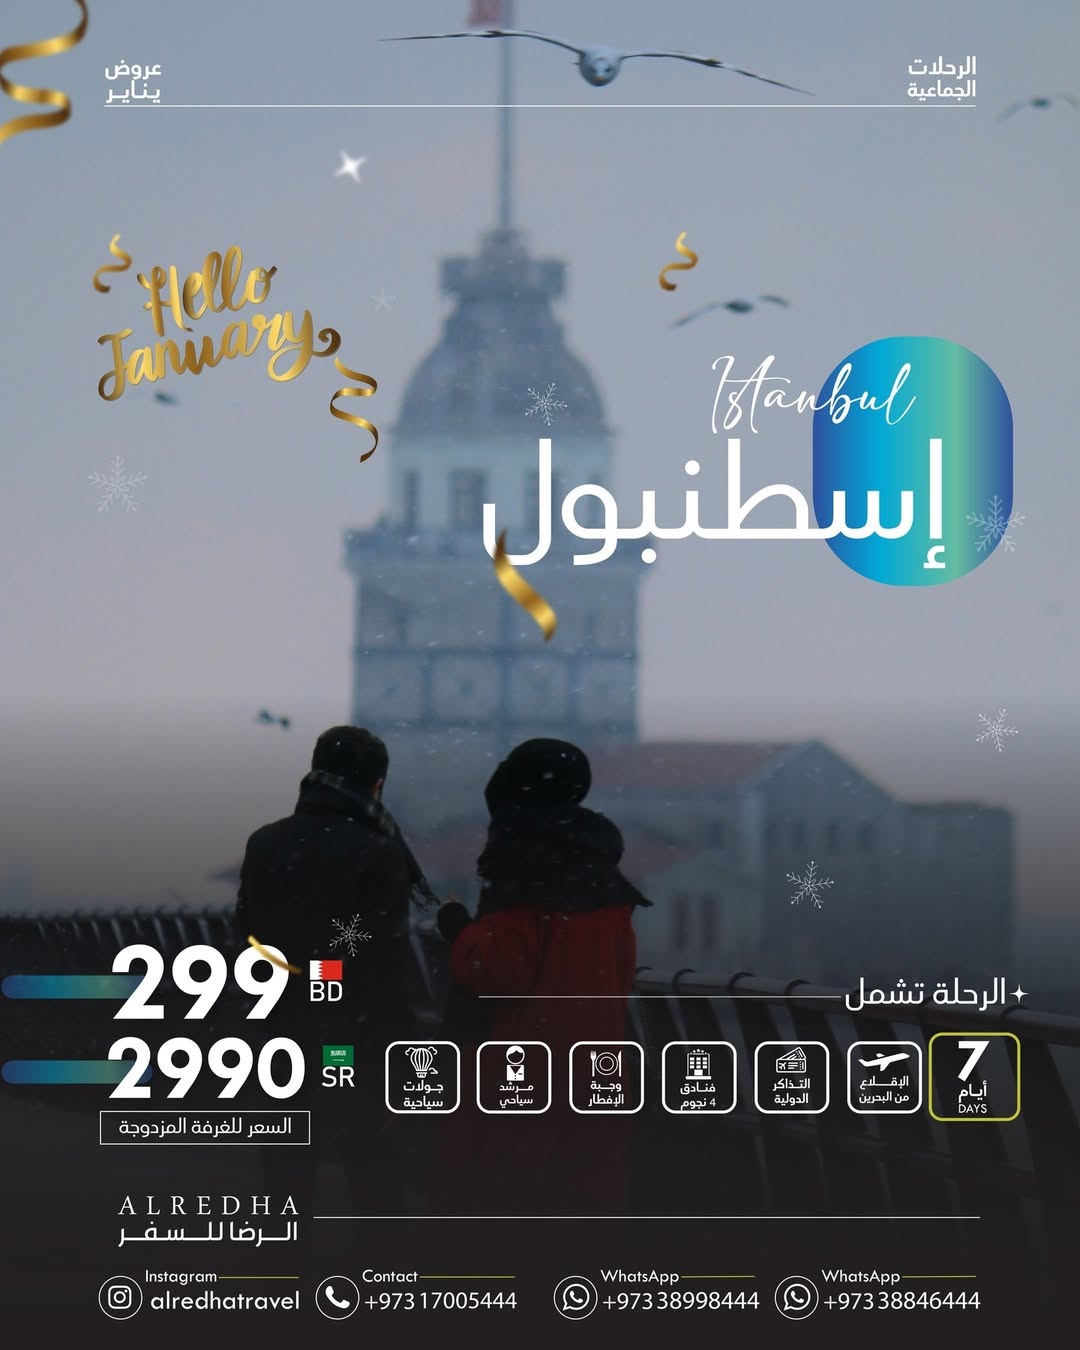 الرحلات
الجماعية
عروض
يناير
Hello
January
Istanbul
إسطنبول
299 BD
2990 SR
السعر للغرفة المزدوجة
الرحلة تشمل
7
أيام
DAYS
الإقلاع
من البحرين
التذاكر
الدولية
فنادق
4 نجوم
وجبة
الإفطار
مرشد
سياحي
جولات
سياحية
ALREDHA
الرضا للسفر
Instagram
alredhatravel
Contact
+973 17005444
WhatsApp
+973 38998444
WhatsApp
+973 38846444